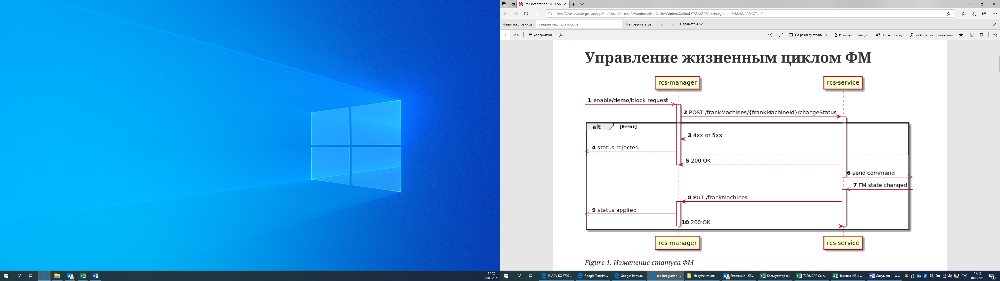 17:42
10.03.2021
rcs-integration-0.6.8-SN
file:///C:/Users/KSergeeva/AppData/Local/Microsoft/Windows/INetCache/Content.Outlook/TA8AXE47/rcs-integration-0.6.8-SNAPSHOT.pdf
Найти на странице Введите текст для поиска Нет результатов Параметры
1 из 6 Содержимое По размеру страницы Разметка страницы Прочесть вслух Добавление примечаний
Управление жизненным циклом ФМ
rcs-manager rcs-service
1 enable/demo/block request
2 POST /frankMachines/{frankMachineId}/changeStatus
alt [Error]
3 4xx or 5xx
4 status rejected
5 200:OK
6 send command
7 FM state changed
8 PUT /frankMachines
9 status applied
10 200:OK
rcs-manager rcs-service
Figure 1. Изменение статуса ФМ
iR ADV DX 8700 ... Google Translat... Google Translat... rcs-integration-... Документация Входящие - KS... Калькулятор п... TCO&CPP Calc... Техника-ИВЦ-... Документ1 - W... РУС
17:42
10.03.2021